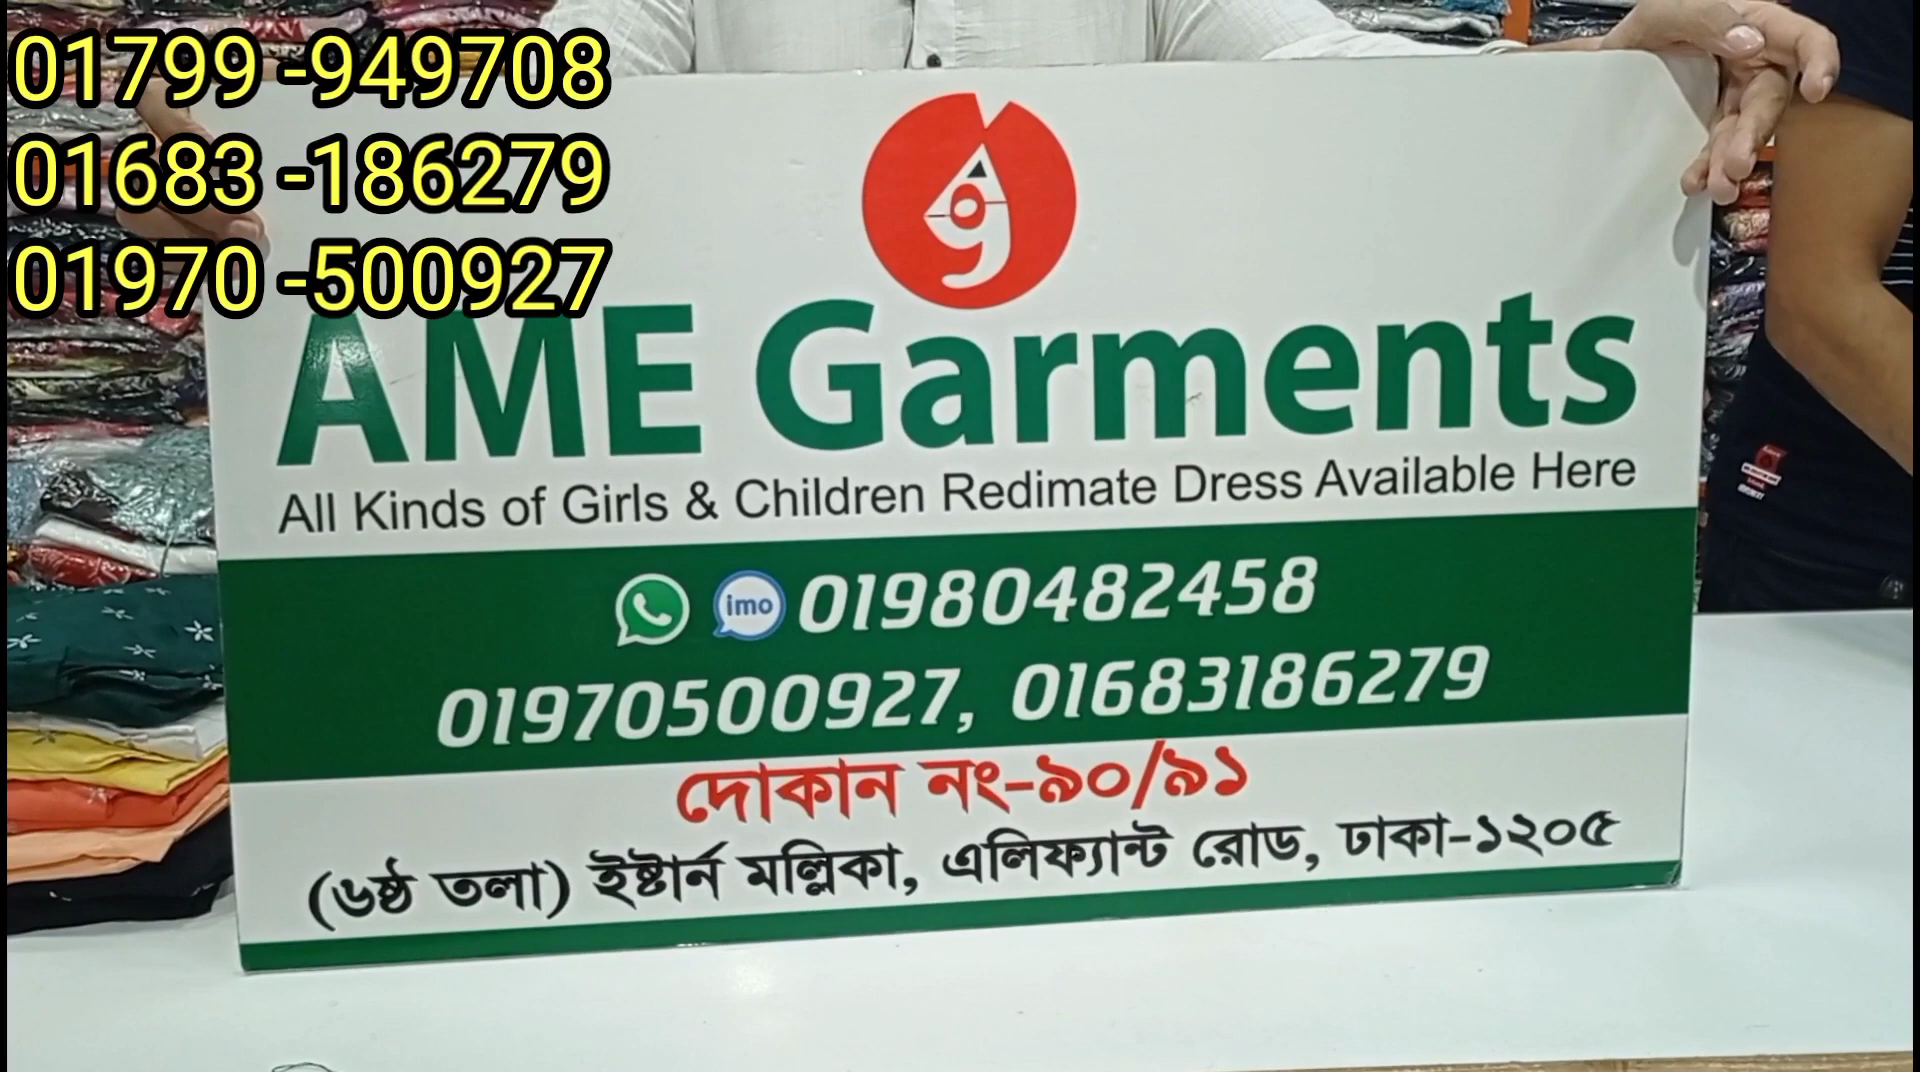 01799 -949708
01683 -186279
01970 -500927
AME Garments
All Kinds of Girls & Children Redimate Dress Available Here
imo 01980482458
01970500927, 01683186279
দোকান নং-৯০/৯১
(৬ষ্ঠ তলা) ইষ্টার্ন মল্লিকা, এলিফ্যান্ট রোড, ঢাকা-১২০৫